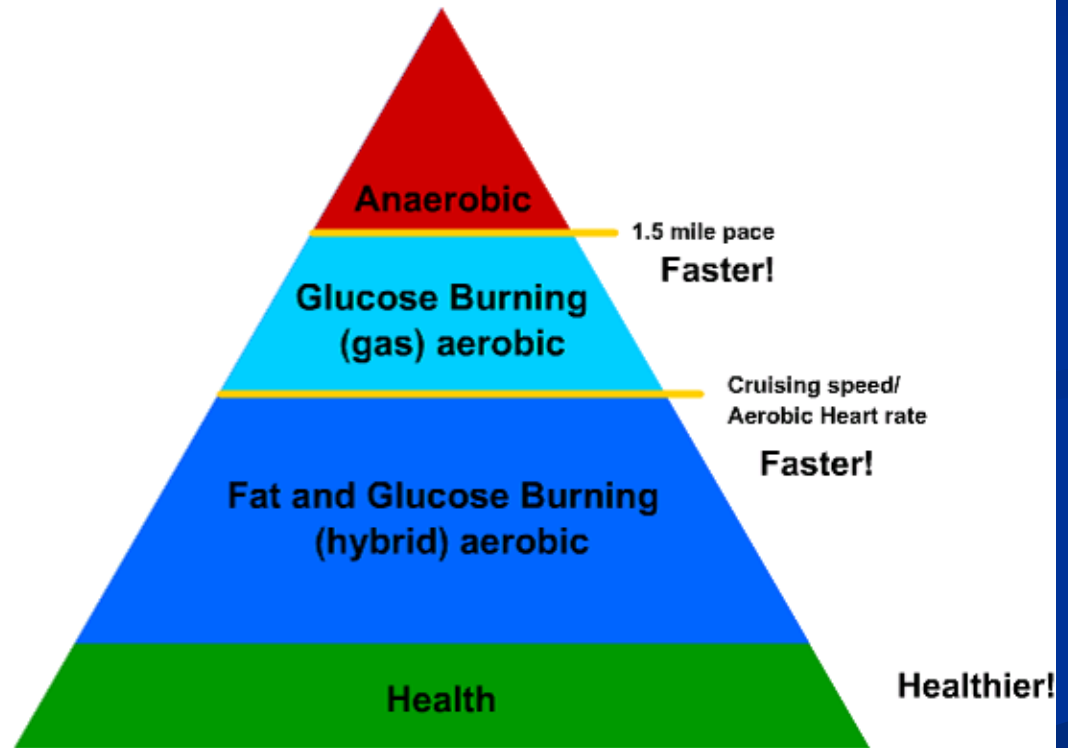 Anaerobic
1.5 mile pace
Faster!
Glucose Burning
(gas) aerobic
Cruising speed/
Aerobic Heart rate
Faster!
Fat and Glucose Burning
(hybrid) aerobic
Health
Healthier!